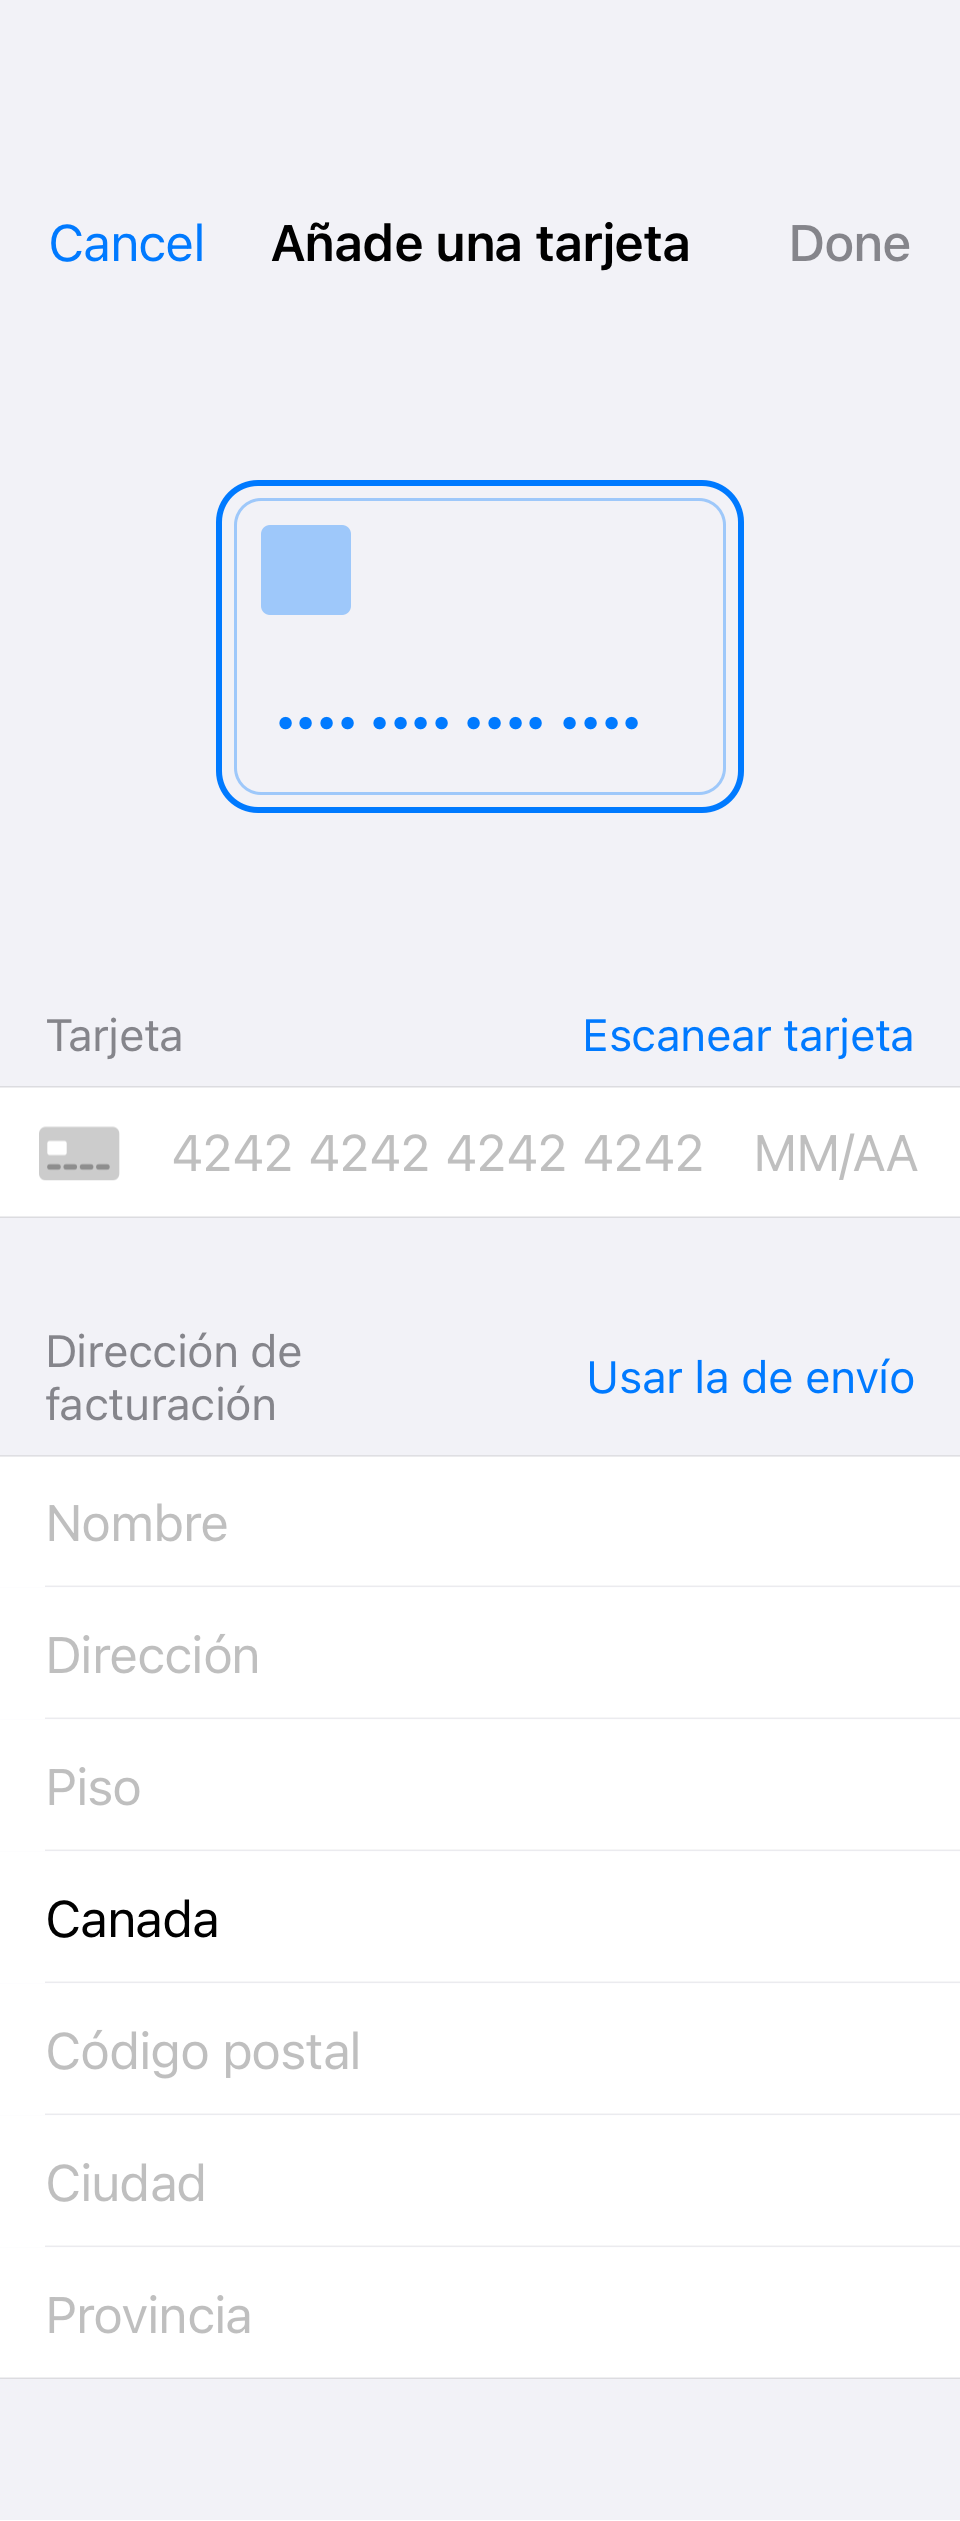 Cancel Añade una tarjeta Done
Tarjeta Escanear tarjeta
4242 4242 4242 4242 MM/AA
Dirección de
facturación
Usar la de envío
Nombre
Dirección
Piso
Canada
Código postal
Ciudad
Provincia